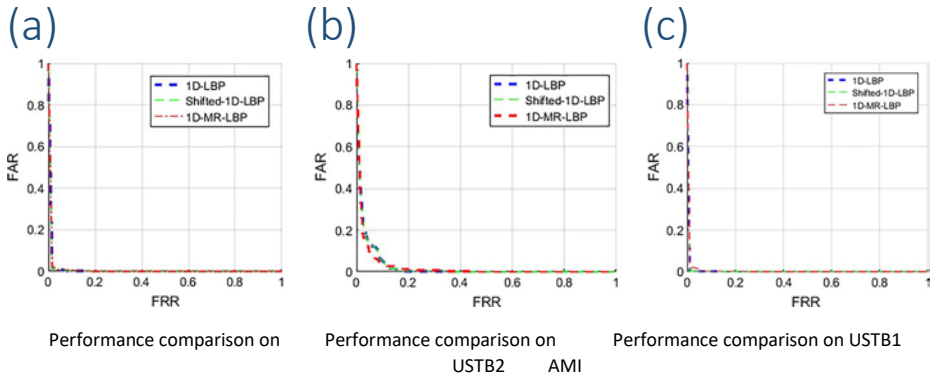 (a)
(b)
(c)
1
0.8
0.6
0.4
0.2
0
FAR
1D-LBP
Shifted-1D-LBP
1D-MR-LBP
0 0.2 0.4 0.6 0.8 1
FRR
1
0.8
0.6
0.4
0.2
0
FAR
1D-LBP
Shifted-1D-LBP
1D-MR-LBP
0 0.2 0.4 0.6 0.8 1
FRR
1
0.8
0.6
0.4
0.2
0
FAR
1D-LBP
Shifted-1D-LBP
1D-MR-LBP
0 0.2 0.4 0.6 0.8 1
FRR
Performance comparison on
Performance comparison on
Performance comparison on USTB1
USTB2 AMI